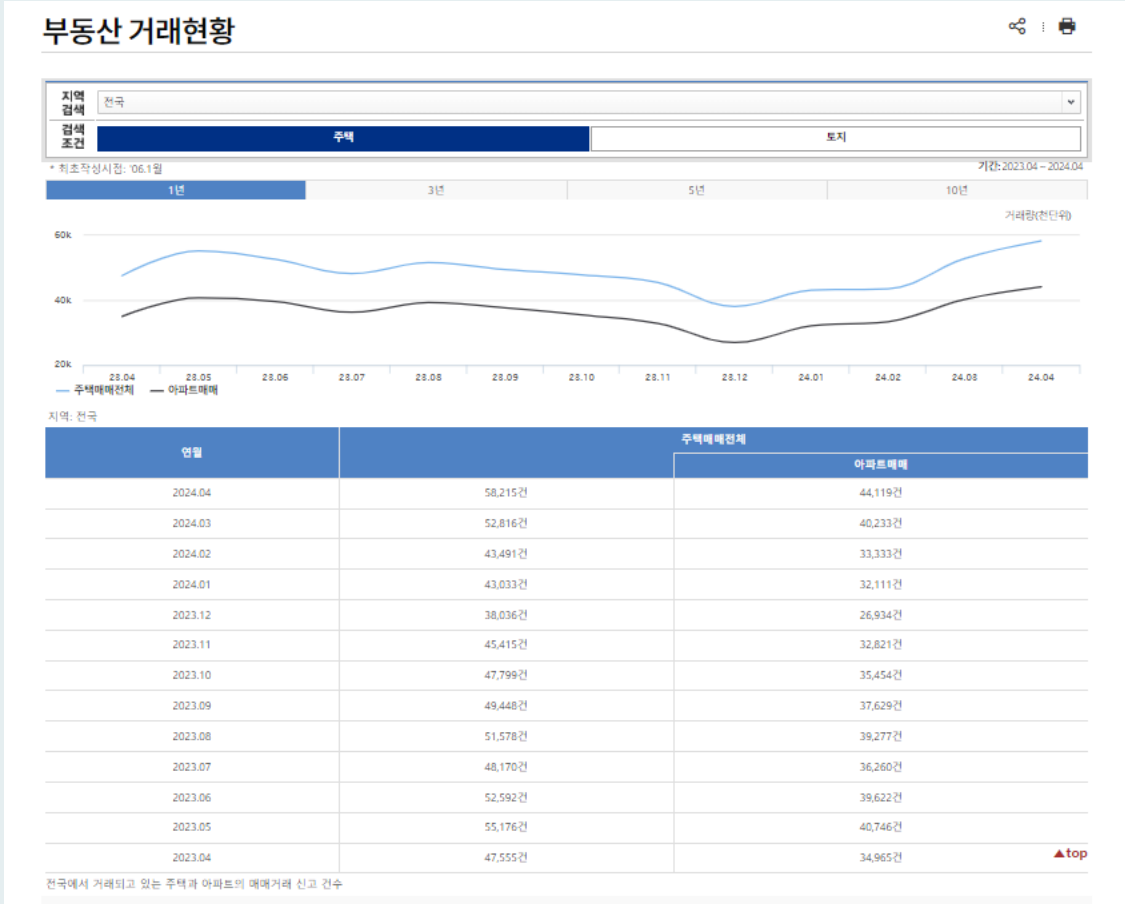 부동산 거래현황
지역
검색
전국
검색
조건
주택
토지
* 최초작성시점: '06.1월
기간: 2023.04 ~ 2024.04
1년
3년
5년
10년
거래량(천단위)
60k
40k
20k
23.04 23.05 23.06 23.07 23.08 23.09 23.10 23.11 23.12 24.01 24.02 24.03 24.04
주택매매전체 아파트매매
지역: 전국
연월 주택매매전체
아파트매매
2024.04 58,215건 44,119건
2024.03 52,816건 40,233건
2024.02 43,491건 33,333건
2024.01 43,033건 32,111건
2023.12 38,036건 26,934건
2023.11 45,415건 32,821건
2023.10 47,799건 35,454건
2023.09 49,448건 37,629건
2023.08 51,578건 39,277건
2023.07 48,170건 36,260건
2023.06 52,592건 39,622건
2023.05 55,176건 40,746건
2023.04 47,555건 34,965건
▲top
전국에서 거래되고 있는 주택과 아파트의 매매거래 신고 건수